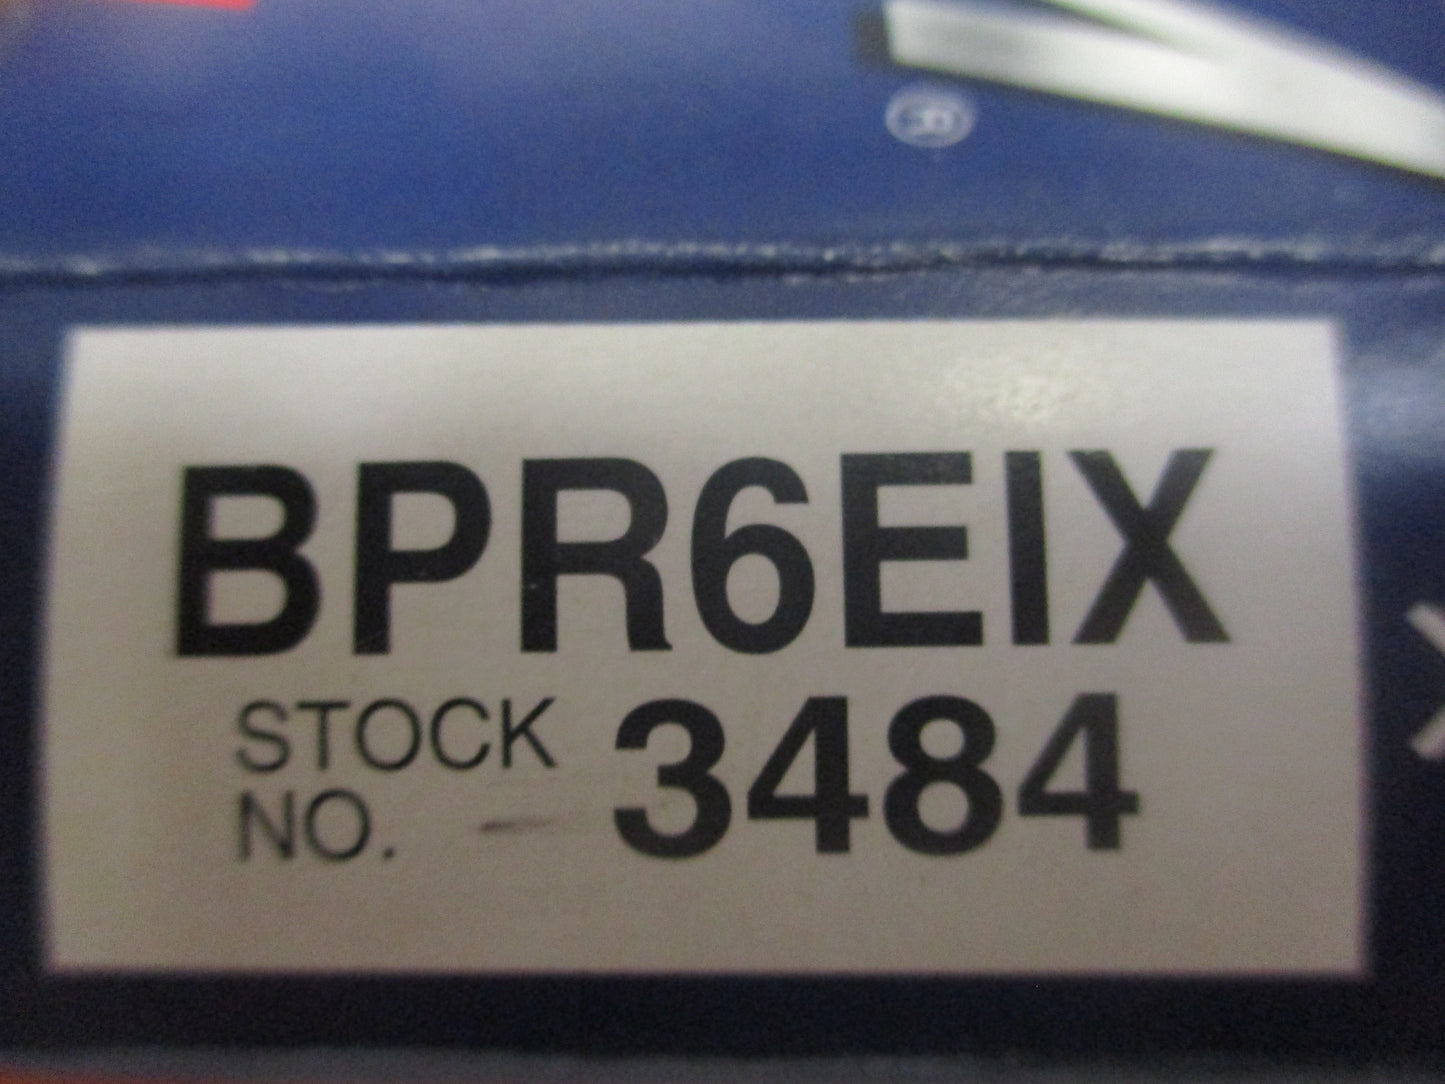 ®
BPR6EIX
STOCK
NO. 3484